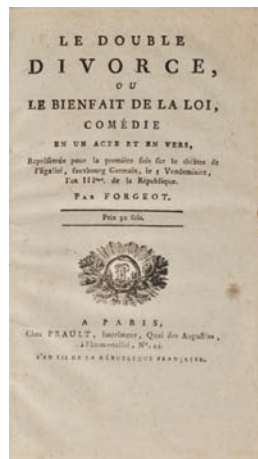 LE DOUBLE
DIVORCE,
OU
LE BIENFAIT DE LA LOI,
COMÉDIE
EN UN ACTE ET EN VERS,
Représentée pour la première fois sur le théâtre de
l'Egalité, fauxbourg Germain, le 5 Vendemiaire,
l'an IIIme. de la République.
PAR FORGEOT.
Prix 30 sols.
A PARIS,
Chez PRAULT, Imprimeur, Quai des Augustins,
à l'Immortalité, N°. 44.
L'AN III DE LA RÉPUBLIQUE FRANÇAISE.